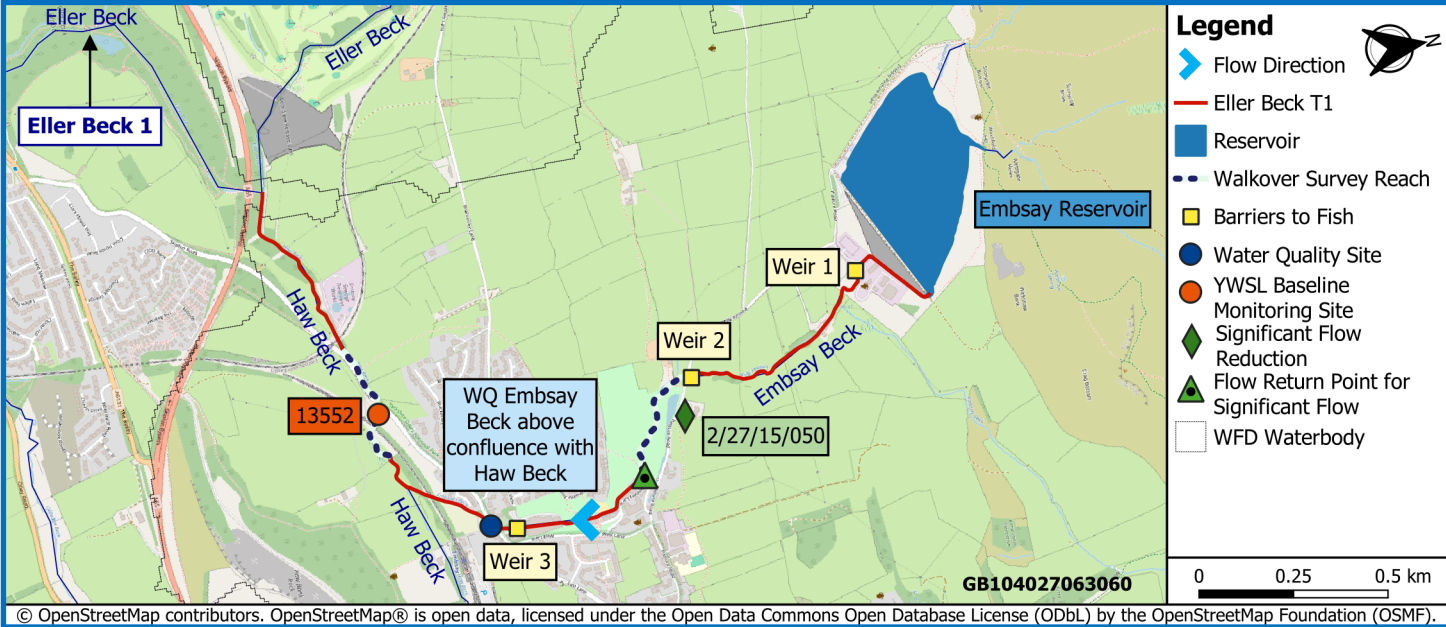 Eller Beck
Eller Beck
Eller Beck 1
Haw Beck
13552
Haw Beck
WQ Embsay
Beck above
confluence with
Haw Beck
Weir 3
Weir 2
2/27/15/050
Embsay Beck
Weir 1
Embsay Reservoir
GB104027063060
Legend
N
Flow Direction
Eller Beck T1
Reservoir
Walkover Survey Reach
Barriers to Fish
Water Quality Site
YWSL Baseline
Monitoring Site
Significant Flow
Reduction
Flow Return Point for
Significant Flow
WFD Waterbody
0 0.25 0.5 km
© OpenStreetMap contributors. OpenStreetMap® is open data, licensed under the Open Data Commons Open Database License (ODbL) by the OpenStreetMap Foundation (OSMF).